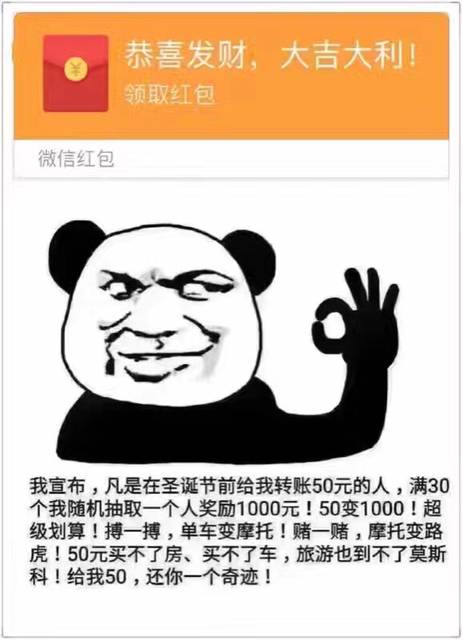 恭喜发财，大吉大利！
领取红包
¥
微信红包
我宣布，凡是在圣诞节前给我转账50元的人，满30
个我随机抽取一个人奖励1000元！50变1000！超
级划算！搏一搏，单车变摩托！赌一赌，摩托变路
虎！50元买不了房、买不了车，旅游也到不了莫斯
科！给我50，还你一个奇迹！